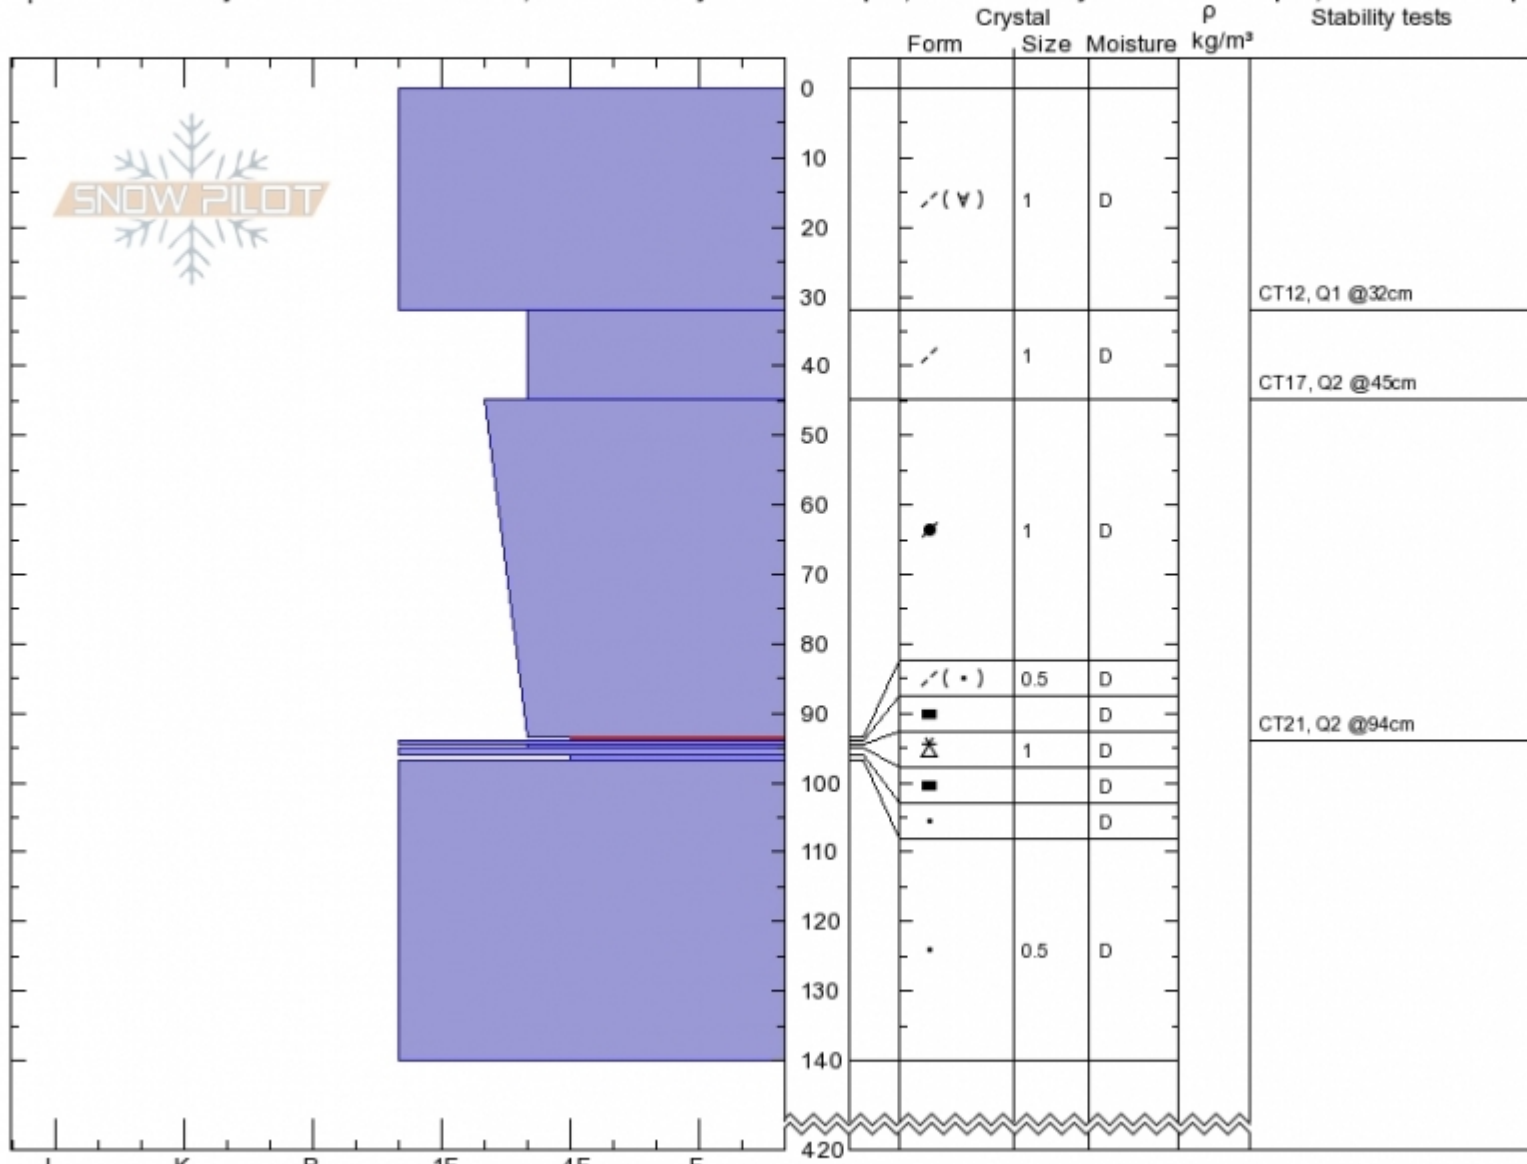 Crystal
ρ
Stability tests
Form
Size
Moisture
kg/m³
SNOW PILOT
0
10
1
D
20
30
CT12, Q1 @32cm
1
D
40
CT17, Q2 @45cm
50
60
1
D
70
80
0.5
D
90
D
CT21, Q2 @94cm
1
D
100
D
D
110
120
0.5
D
130
140
420